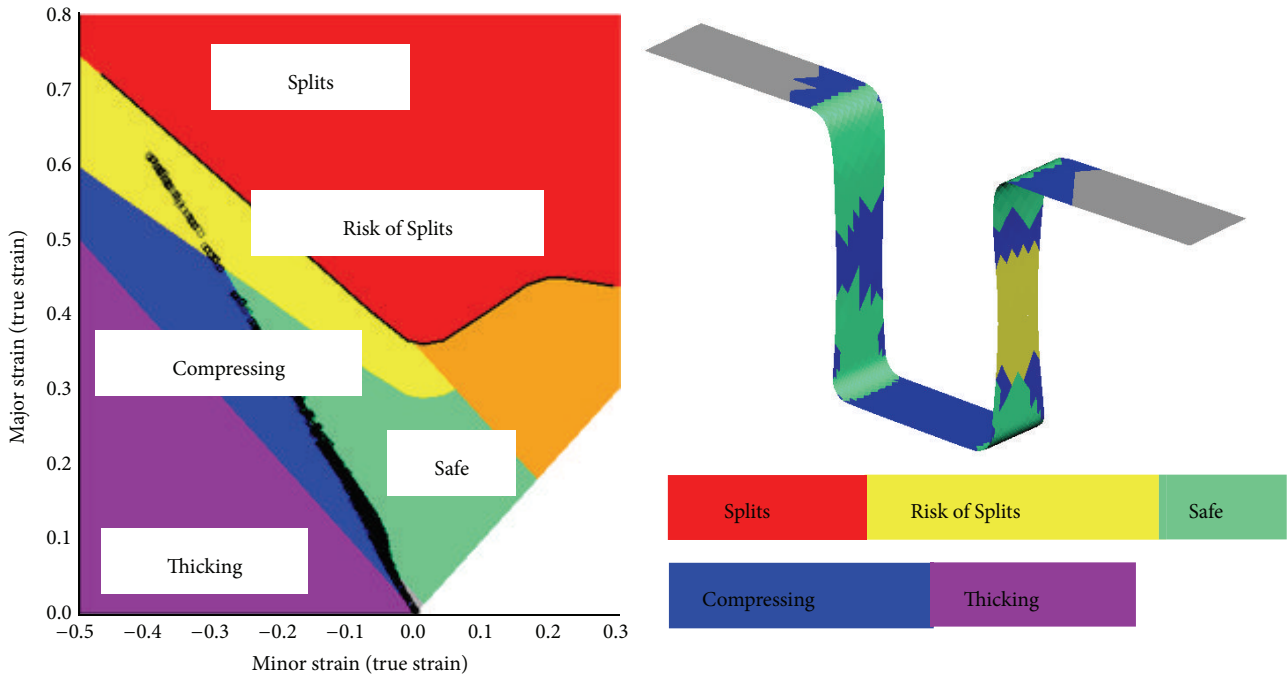 0.8
0.7
0.6
0.5
0.4
0.3
0.2
0.1
0.0
Major strain (true strain)
Splits
Risk of Splits
Compressing
Safe
Thicking
−0.5
−0.4
−0.3
−0.2
−0.1
0.0
0.1
0.2
0.3
Minor strain (true strain)
Splits
Risk of Splits
Safe
Compressing
Thicking